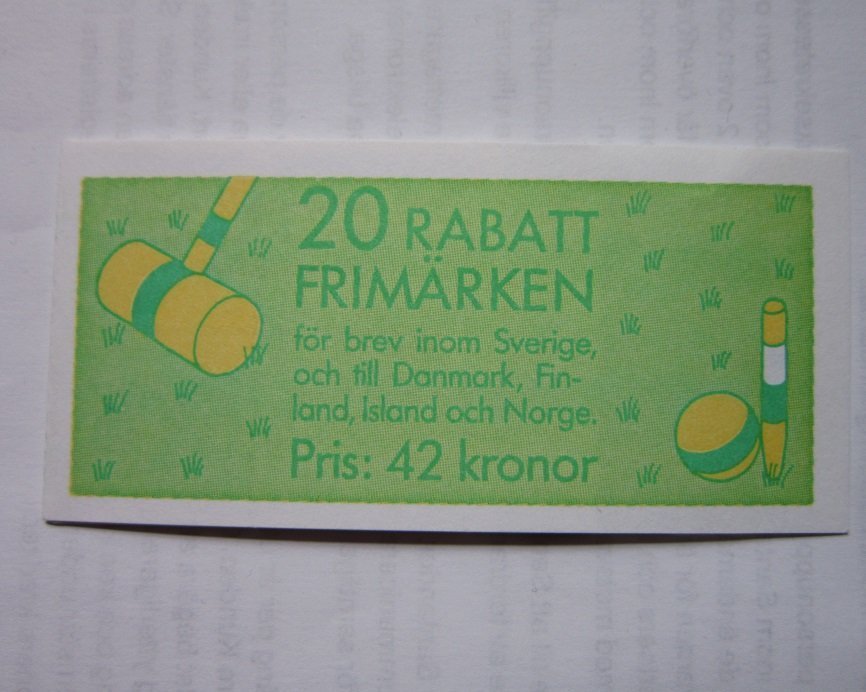 20 RABATT
FRIMÄRKEN
för brev inom Sverige,
och till Danmark, Fin-
land, Island och Norge.
Pris: 42 kronor